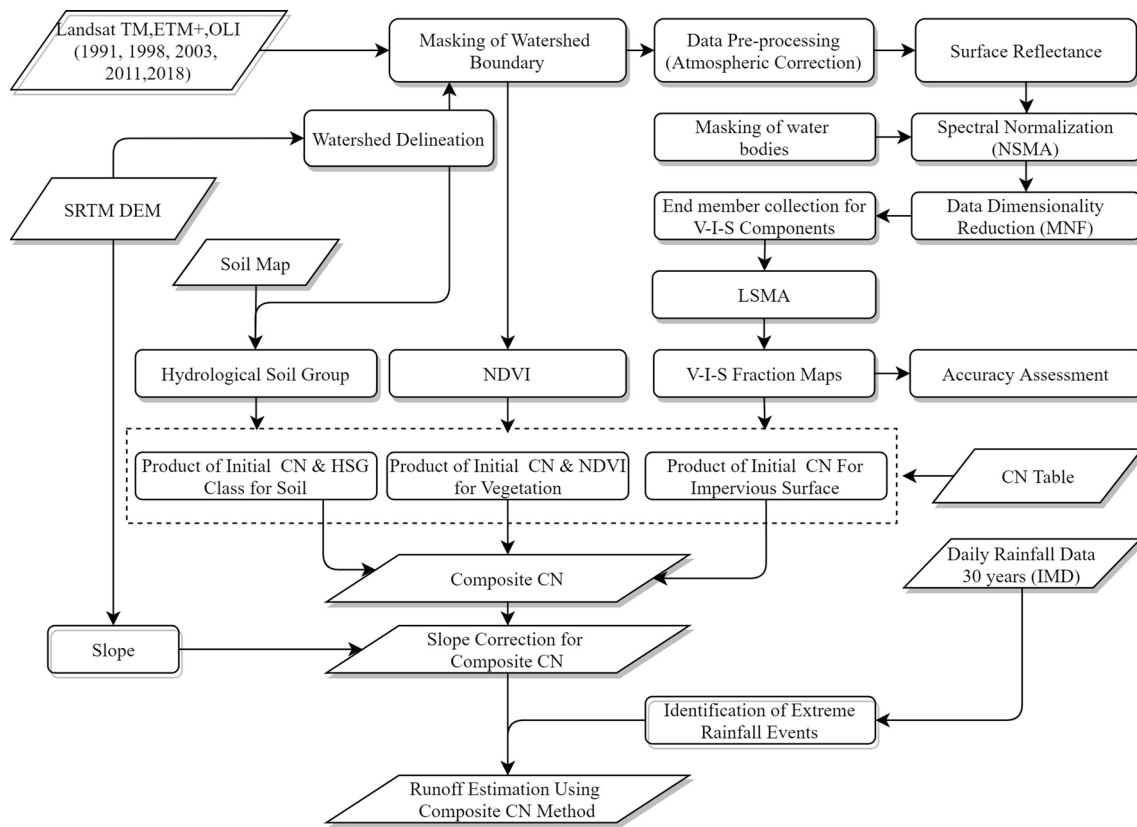 Landsat TM,ETM+,OLI
(1991, 1998, 2003,
2011,2018)
Masking of Watershed
Boundary
Data Pre-processing
(Atmospheric Correction)
Surface Reflectance
Watershed Delineation
Masking of water
bodies
Spectral Normalization
(NSMA)
SRTM DEM
End member collection for
V-I-S Components
Data Dimensionality
Reduction (MNF)
Soil Map
LSMA
Hydrological Soil Group
NDVI
V-I-S Fraction Maps
Accuracy Assessment
Product of Initial CN & HSG
Class for Soil
Product of Initial CN & NDVI
for Vegetation
Product of Initial CN For
Impervious Surface
CN Table
Composite CN
Daily Rainfall Data
30 years (IMD)
Slope
Slope Correction for
Composite CN
Identification of Extreme
Rainfall Events
Runoff Estimation Using
Composite CN Method